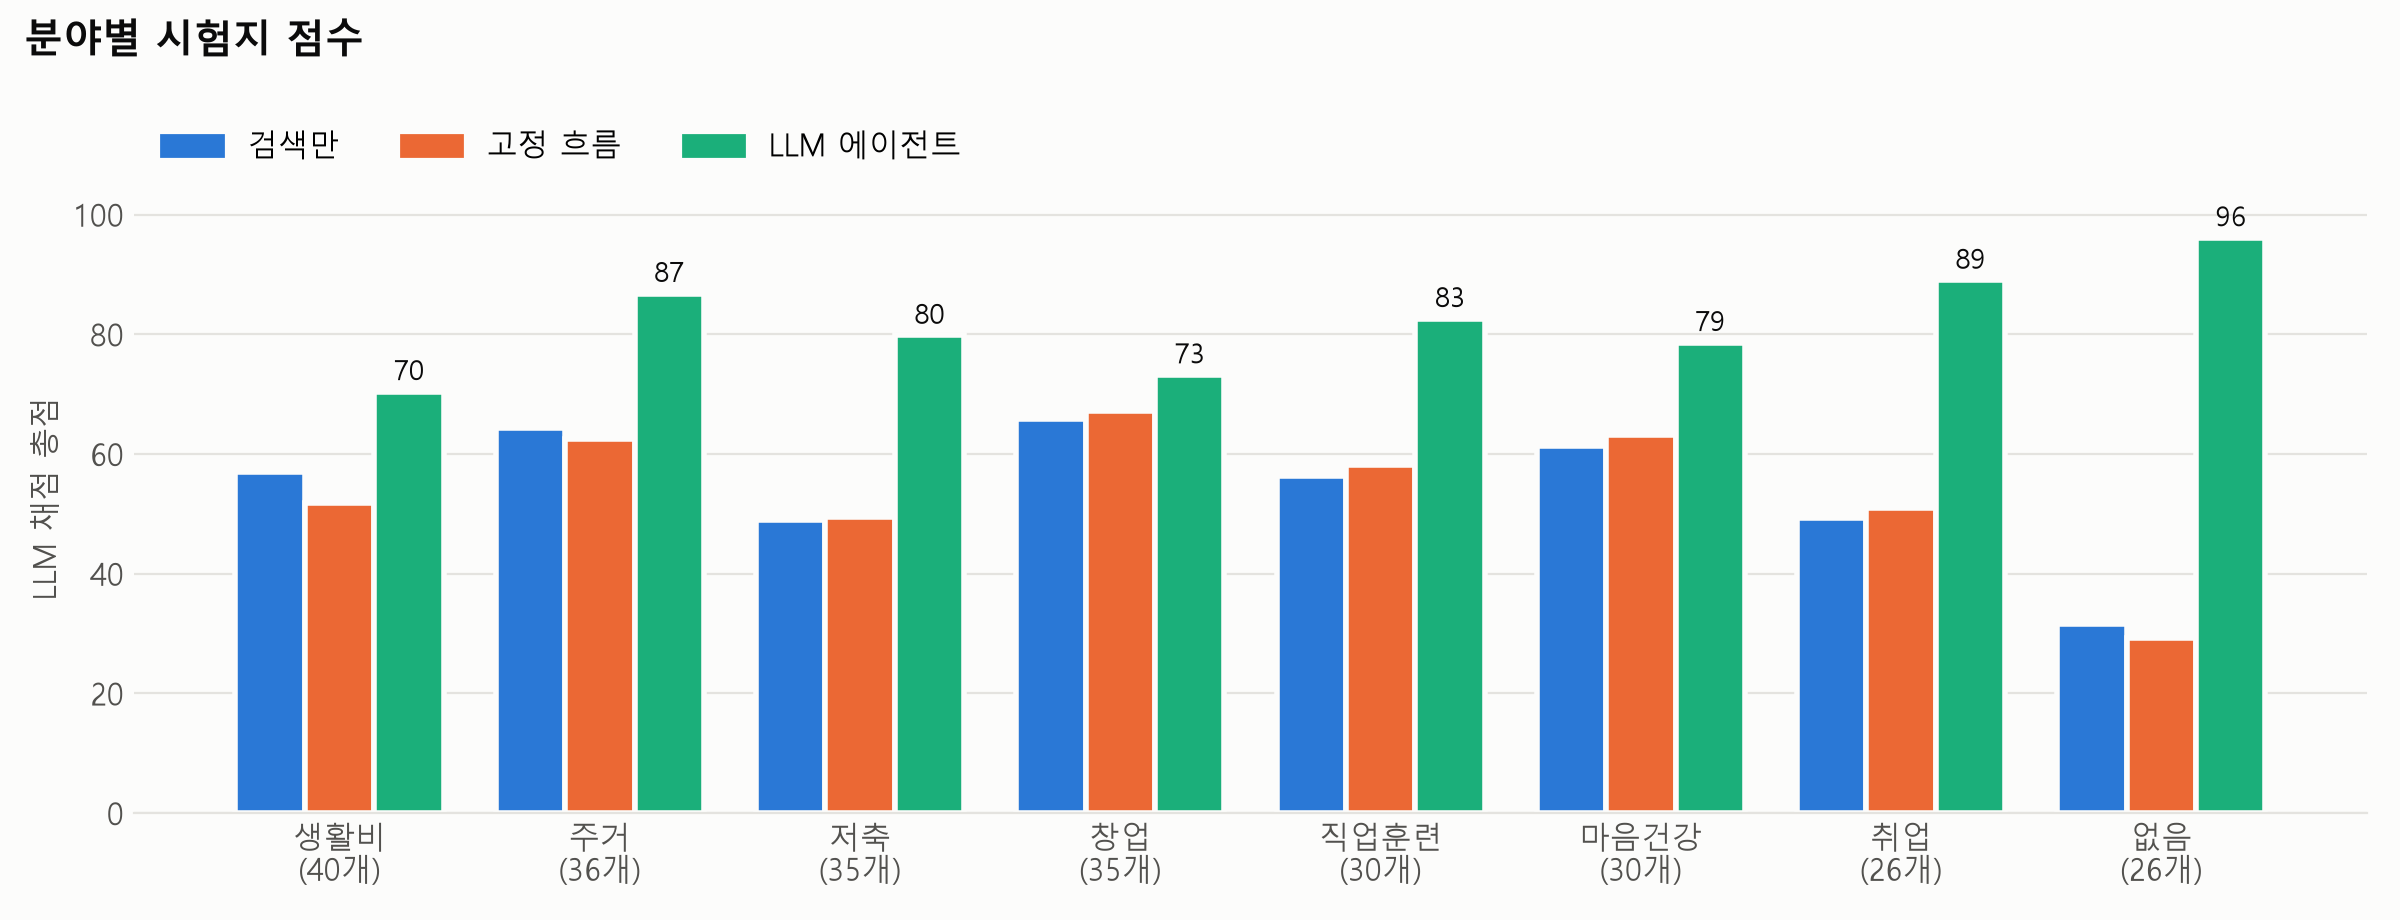 분야별 시험지 점수
검색만 고정 흐름 LLM 에이전트
LLM 채점 총점
100
80
60
40
20
0
70 87 80 73 83 79 89 96
생활비 주거 저축 창업 직업훈련 마음건강 취업 없음
(40개) (36개) (35개) (35개) (30개) (30개) (26개) (26개)